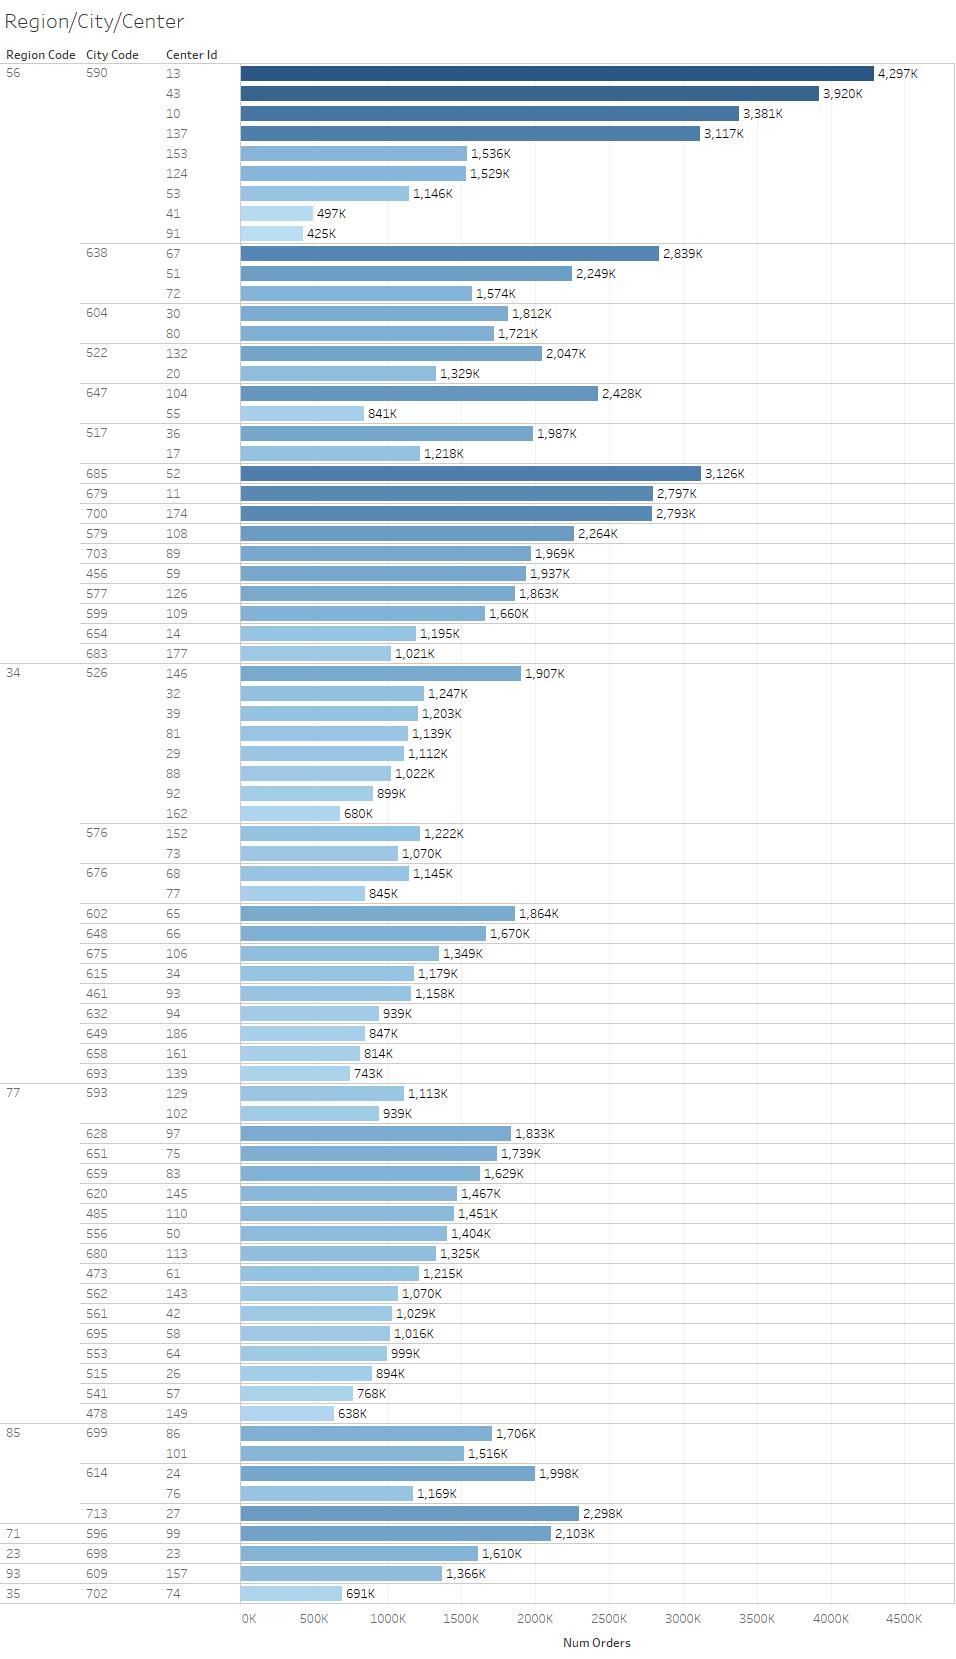 Region/City/Center
Region Code City Code Center Id
56 590 13 4,297K
43 3,920K
10 3,381K
137 3,117K
153 1,536K
124 1,529K
53 1,146K
41 497K
91 425K
638 67 2,839K
51 2,249K
72 1,574K
604 30 1,812K
80 1,721K
522 132 2,047K
20 1,329K
647 104 2,428K
55 841K
517 36 1,987K
17 1,218K
685 52 3,126K
679 11 2,797K
700 174 2,793K
579 108 2,264K
703 89 1,969K
456 59 1,937K
577 126 1,863K
599 109 1,660K
654 14 1,195K
683 177 1,021K
34 526 146 1,907K
32 1,247K
39 1,203K
81 1,139K
29 1,112K
88 1,022K
92 899K
162 680K
576 152 1,222K
73 1,070K
676 68 1,145K
77 845K
602 65 1,864K
648 66 1,670K
675 106 1,349K
615 34 1,179K
461 93 1,158K
632 94 939K
649 186 847K
658 161 814K
693 139 743K
77 593 129 1,113K
102 939K
628 97 1,833K
651 75 1,739K
659 83 1,629K
620 145 1,467K
485 110 1,451K
556 50 1,404K
680 113 1,325K
473 61 1,215K
562 143 1,070K
561 42 1,029K
695 58 1,016K
553 64 999K
515 26 894K
541 57 768K
478 149 638K
85 699 86 1,706K
101 1,516K
614 24 1,998K
76 1,169K
713 27 2,298K
71 596 99 2,103K
23 698 23 1,610K
93 609 157 1,366K
35 702 74 691K
0K 500K 1000K 1500K 2000K 2500K 3000K 3500K 4000K 4500K
Num Orders